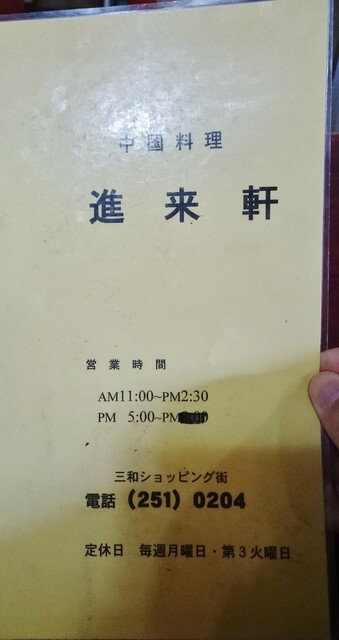 中国料理
進来軒
営業時間
AM11:00~PM2:30
PM 5:00~PM
三和ショッピング街
電話 (251) 0204
定休日 毎週月曜日・第3火曜日